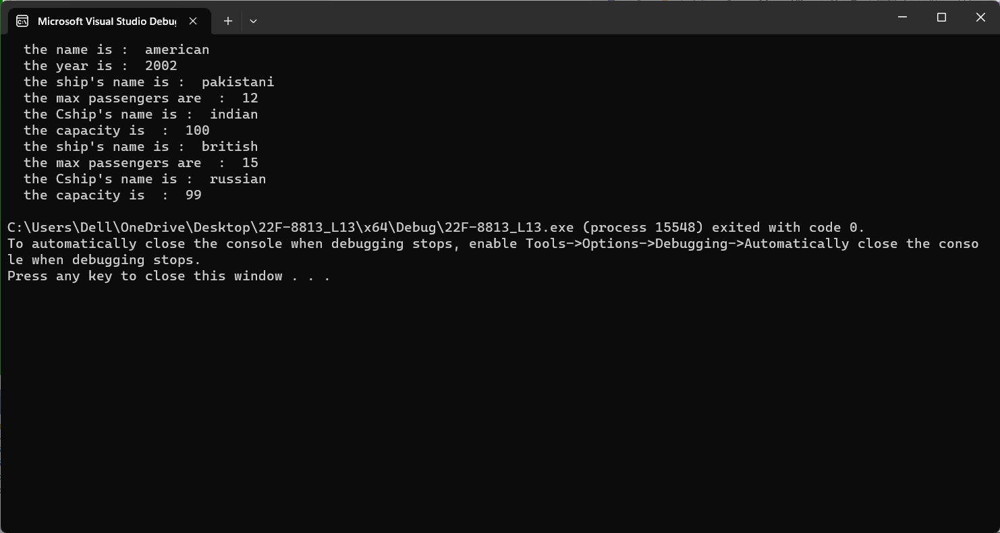 Microsoft Visual Studio Debu
the name is :  american
the year is :  2002
the ship's name is :  pakistani
the max passengers are  :  12
the Cship's name is :  indian
the capacity is  :  100
the ship's name is :  british
the max passengers are  :  15
the Cship's name is :  russian
the capacity is  :  99
C:\Users\Dell\OneDrive\Desktop\22F-8813_L13\x64\Debug\22F-8813_L13.exe (process 15548) exited with code 0.
To automatically close the console when debugging stops, enable Tools->Options->Debugging->Automatically close the conso
le when debugging stops.
Press any key to close this window . . .